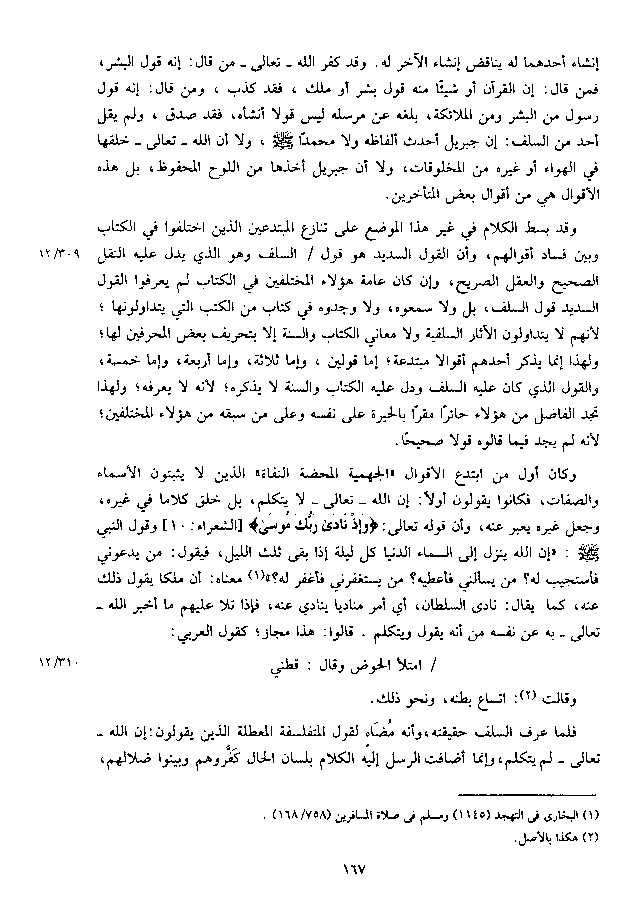 إنشاء أحدهما له يناقض إنشاء الآخر له. وقد كفر الله ـ تعالى ـ من قال: إنه قول البشر،
فمن قال: إن القرآن أو شيئًا منه قول بشر أو ملك ، فقد كذب ، ومن قال: إنه قول
رسول من البشر ومن الملائكة، بلغه عن مرسله ليس قولا أنشأه، فقد صدق ، ولم يقل
أحد من السلف: إن جبريل أحدث ألفاظه ولا محمدًا ﷺ ، ولا أن الله ـ تعالى ـ خلقها
في الهواء أو غيره من المخلوقات، ولا أن جبريل أخذها من اللوح المحفوظ، بل هذه
الأقوال هي من أقوال بعض المتأخرين.
وقد بسط الكلام في غير هذا الموضع على تنازع المبتدعين الذين اختلفوا في الكتاب
وبين فساد أقوالهم، وأن القول السديد هو قول / السلف وهو الذي يدل عليه النقل ١٢/٣٠٩
الصحيح والعقل الصريح، وإن كان عامة هؤلاء المختلفين في الكتاب لم يعرفوا القول
السديد قول السلف، بل ولا سمعوه، ولا وجدوه في كتاب من الكتب التي يتداولونها ؛
لأنهم لا يتداولون الآثار السلفية ولا معاني الكتاب والسنة إلا بتحريف بعض المحرفين لها؛
ولهذا إنما يذكر أحدهم أقوالا مبتدعة؛ إما قولين ، وإما ثلاثة، وإما أربعة، وإما خمسة،
والقول الذي كان عليه السلف ودل عليه الكتاب والسنة لا يذكره؛ لأنه لا يعرفه؛ ولهذا
تجد الفاضل من هؤلاء حائرًا مقرًا بالحيرة على نفسه وعلى من سبقه من هؤلاء المختلفين؛
لأنه لم يجد فيما قالوه قولا صحيحًا.
وكان أول من ابتدع الأقوال «الجهمية المحضة النفاة» الذين لا يثبتون الأسماء
والصفات، فكانوا يقولون أولاً: إن الله ـ تعالى ـ لا يتكلم، بل خلق كلاما في غيره،
وجعل غيره يعبر عنه، وأن قوله تعالى: ﴿وَإِذْ نَادَىٰ رَبُّكَ مُوسَىٰ﴾ [الشعراء: ١٠] وقول النبي
ﷺ : «إن الله ينزل إلى السماء الدنيا كل ليلة إذا بقى ثلث الليل، فيقول: من يدعوني
فأستجيب له؟ من يسألني فأعطيه؟ من يستغفرني فأغفر له؟»(١) معناه: أن ملكا يقول ذلك
عنه، كما يقال: نادى السلطان، أي أمر مناديا ينادي عنه، فإذا تلا عليهم ما أخبر الله ـ
تعالى ـ به عن نفسه من أنه يقول ويتكلم . قالوا: هذا مجاز؛ كقول العربي:
/ امتلأ الحوض وقال : قطني ١٢/٣١٠
وقالت (٢): اتساع بطنه، ونحو ذلك.
فلما عرف السلف حقيقته، وأنه مُضَاهٍ لقول المتفلسفة المعطلة الذين يقولون: إن الله ـ
تعالى ـ لم يتكلم، وإنما أضافت الرسل إليه الكلام بلسان الحال كَفَّروهم وبينوا ضلالهم،
(١) البخارى فى التهجد (١١٤٥) ومسلم فى صلاة المسافرين (١٦٨/٧٥٨) .
(٢) هكذا بالأصل.
١٦٧